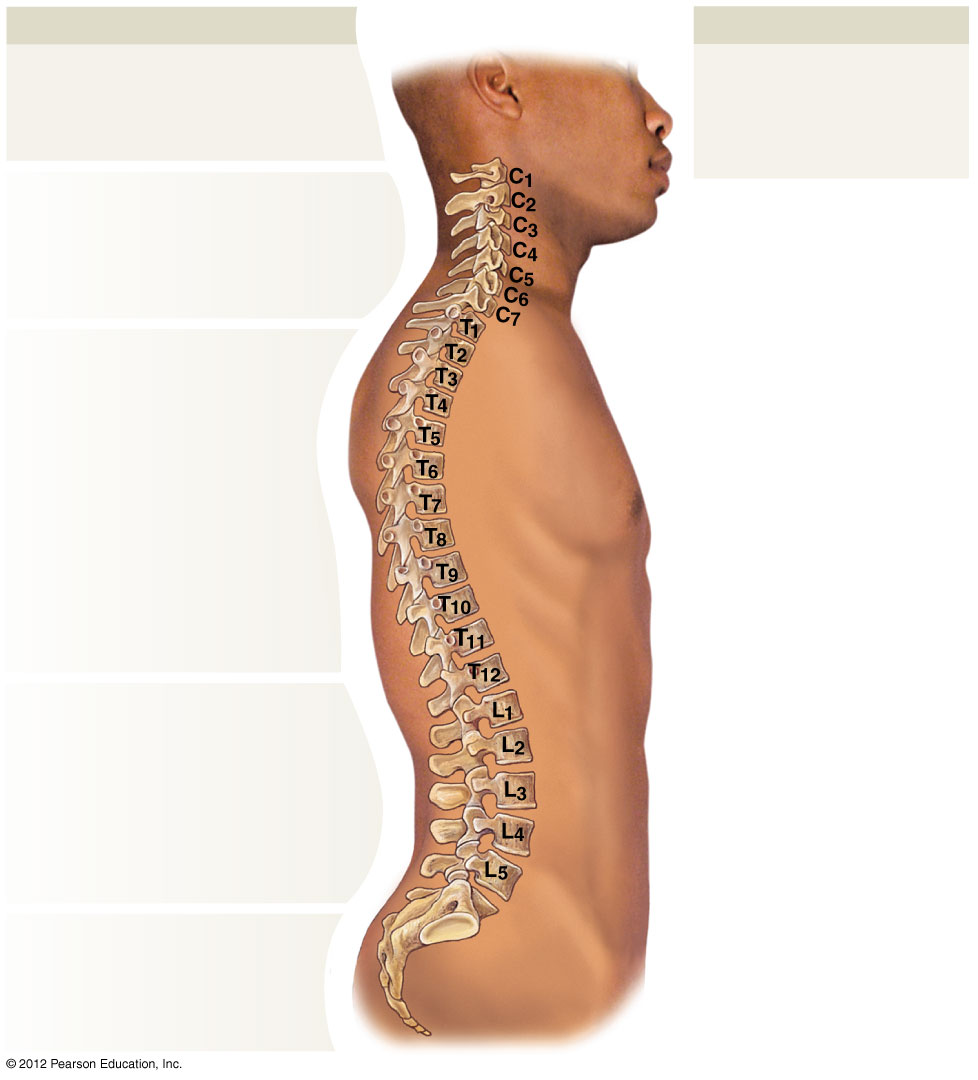 C1
C2
C3
C4
C5
C6
C7
T1
T2
T3
T4
T5
T6
T7
T8
T9
T10
T11
T12
L1
L2
L3
L4
L5
© 2012 Pearson Education, Inc.